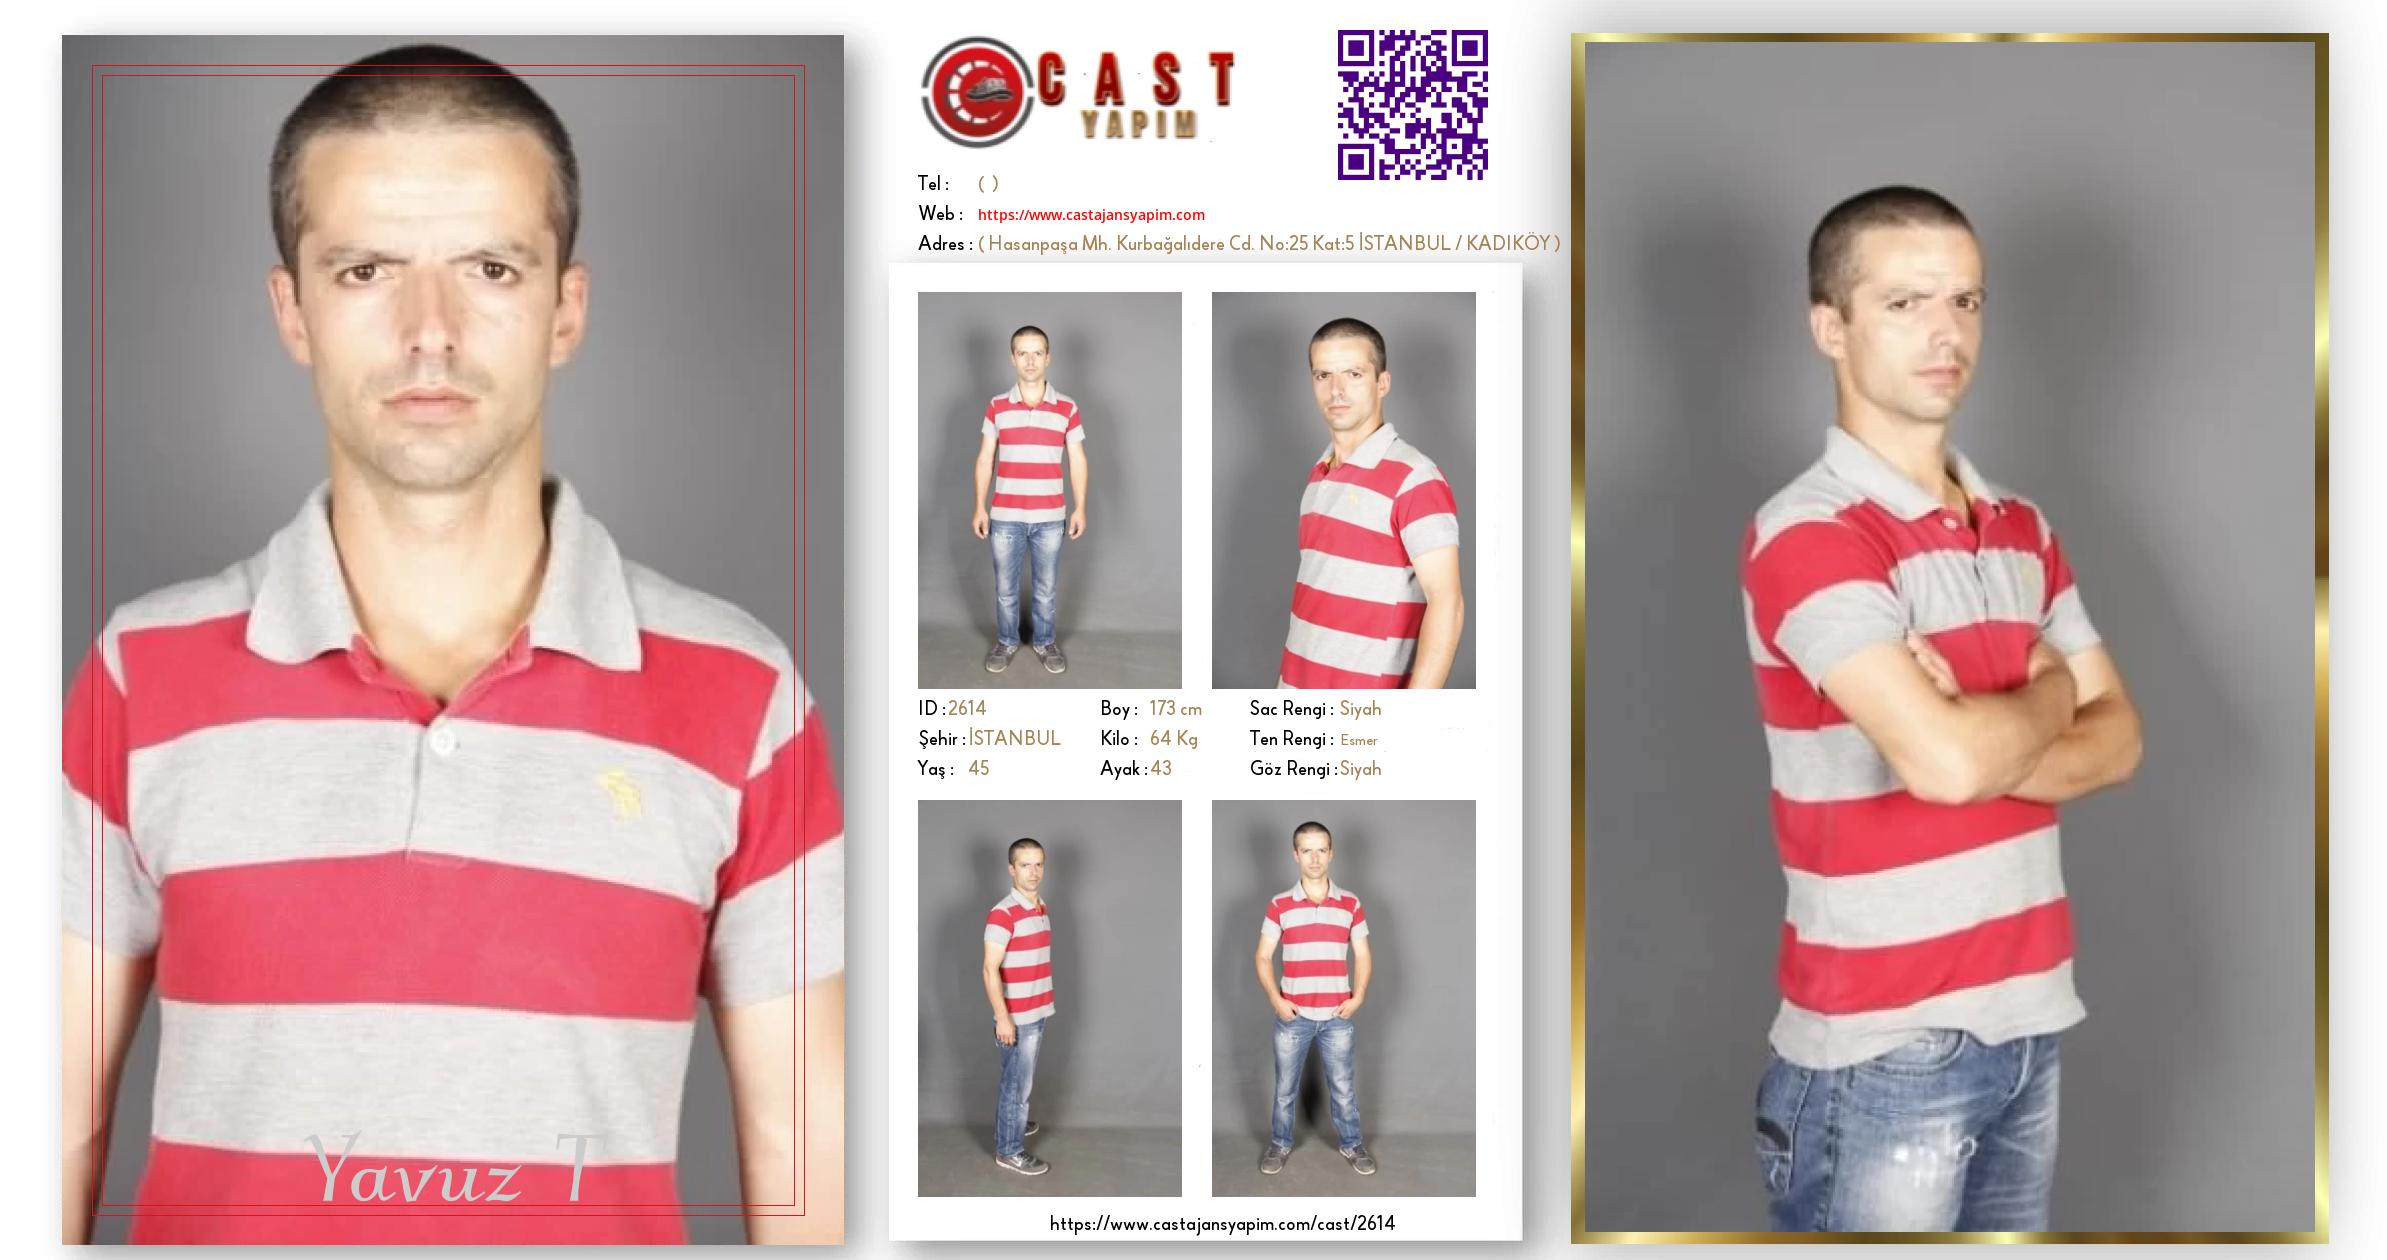 CAST
YAPIM
Tel : ( )
Web : https://www.castajansyapim.com
Adres : ( Hasanpaşa Mh. Kurbağalıdere Cd. No:25 Kat:5 İSTANBUL / KADIKÖY )
ID : 2614 Boy : 173 cm Sac Rengi : Siyah
Şehir : İSTANBUL Kilo : 64 Kg Ten Rengi : Esmer
Yaş : 45 Ayak : 43 Göz Rengi : Siyah
Yavuz T
https://www.castajansyapim.com/cast/2614